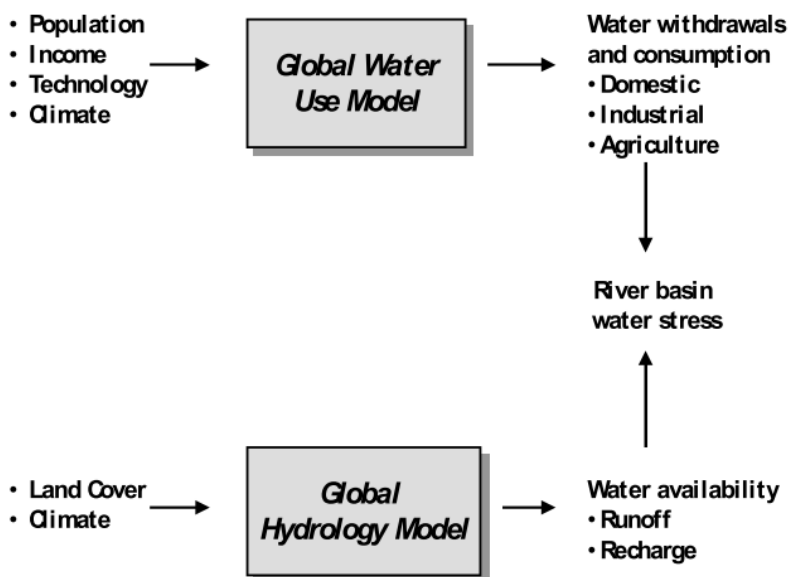 • Population
• Income
• Technology
• Climate
Global Water
Use Model
Water withdrawals
and consumption
• Domestic
• Industrial
• Agriculture
River basin
water stress
• Land Cover
• Climate
Global
Hydrology Model
Water availability
• Runoff
• Recharge